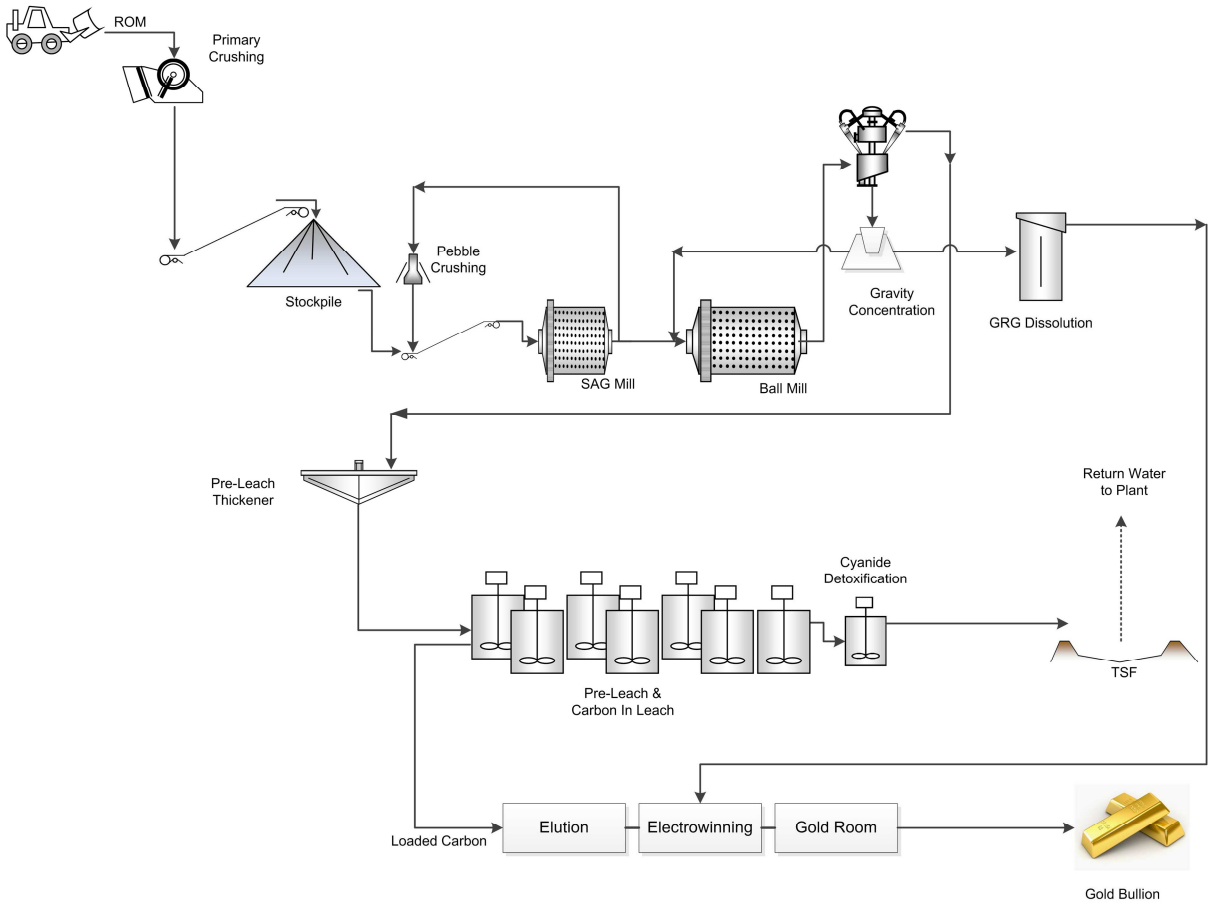 ROM
Primary
Crushing
Pebble
Crushing
Stockpile
Gravity
Concentration
GRG Dissolution
SAG Mill
Ball Mill
Pre-Leach
Thickener
Return Water
to Plant
Cyanide
Detoxification
TSF
Pre-Leach &
Carbon In Leach
Loaded Carbon
Elution
Electrowinning
Gold Room
Gold Bullion